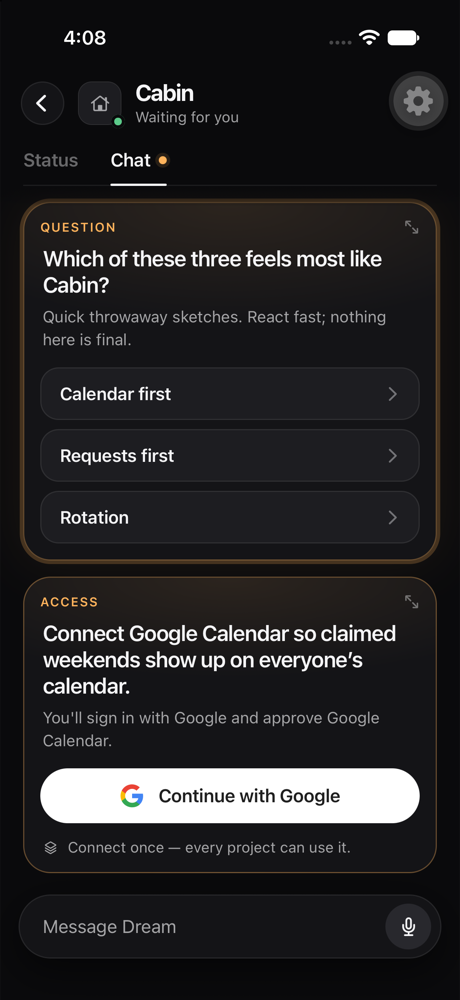 4:08
Cabin
Waiting for you
Status
Chat
QUESTION
Which of these three feels most like
Cabin?
Quick throwaway sketches. React fast; nothing
here is final.
Calendar first
Requests first
Rotation
ACCESS
Connect Google Calendar so claimed
weekends show up on everyone’s
calendar.
You'll sign in with Google and approve Google
Calendar.
Continue with Google
Connect once — every project can use it.
Message Dream